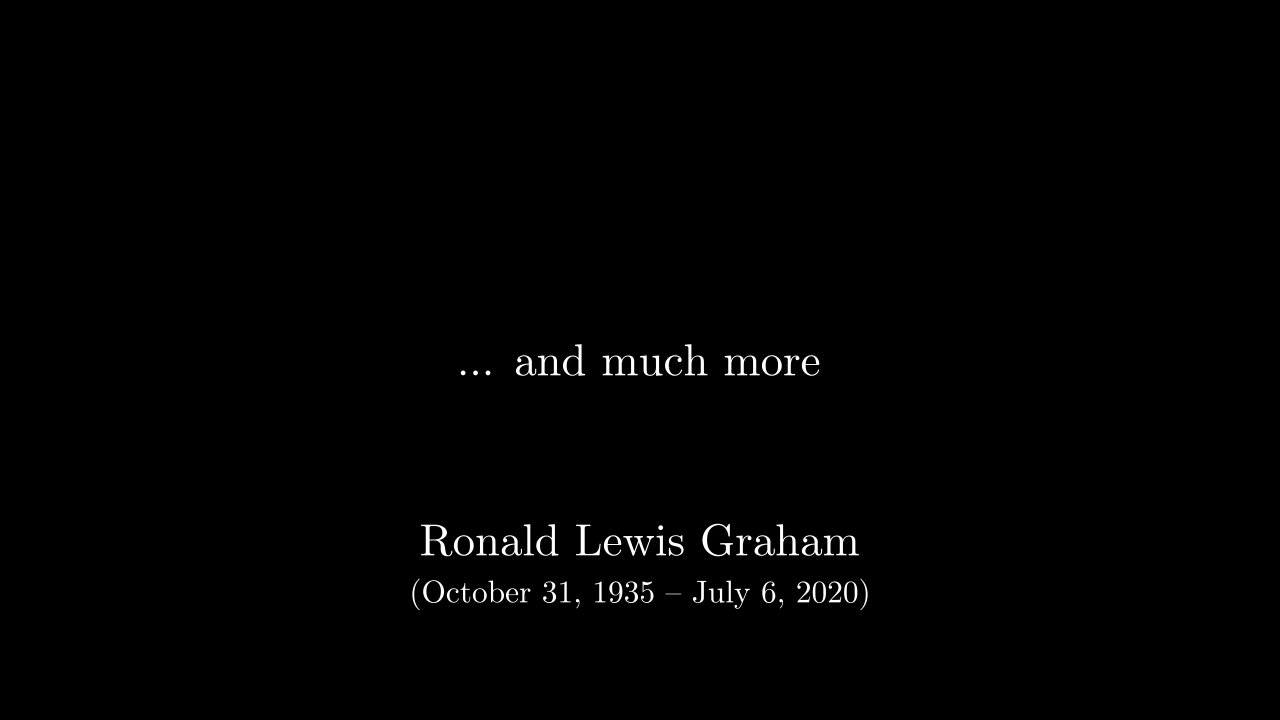 ... and much more
Ronald Lewis Graham
(October 31, 1935 – July 6, 2020)